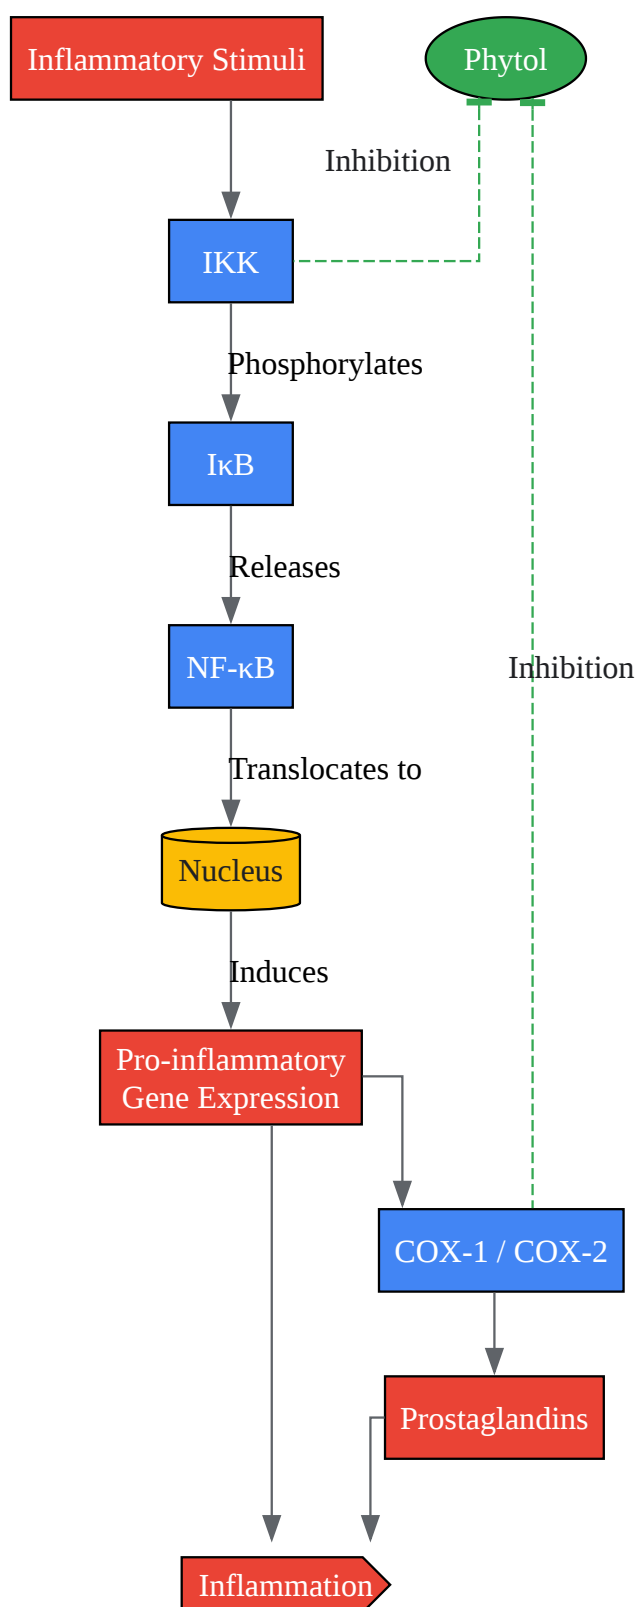 Inflammatory Stimuli
Phytol
Inhibition
IKK
Phosphorylates
IκB
Releases
NF-κB
Inhibition
Translocates to
Nucleus
Induces
Pro-inflammatory
Gene Expression
COX-1 / COX-2
Prostaglandins
Inflammation